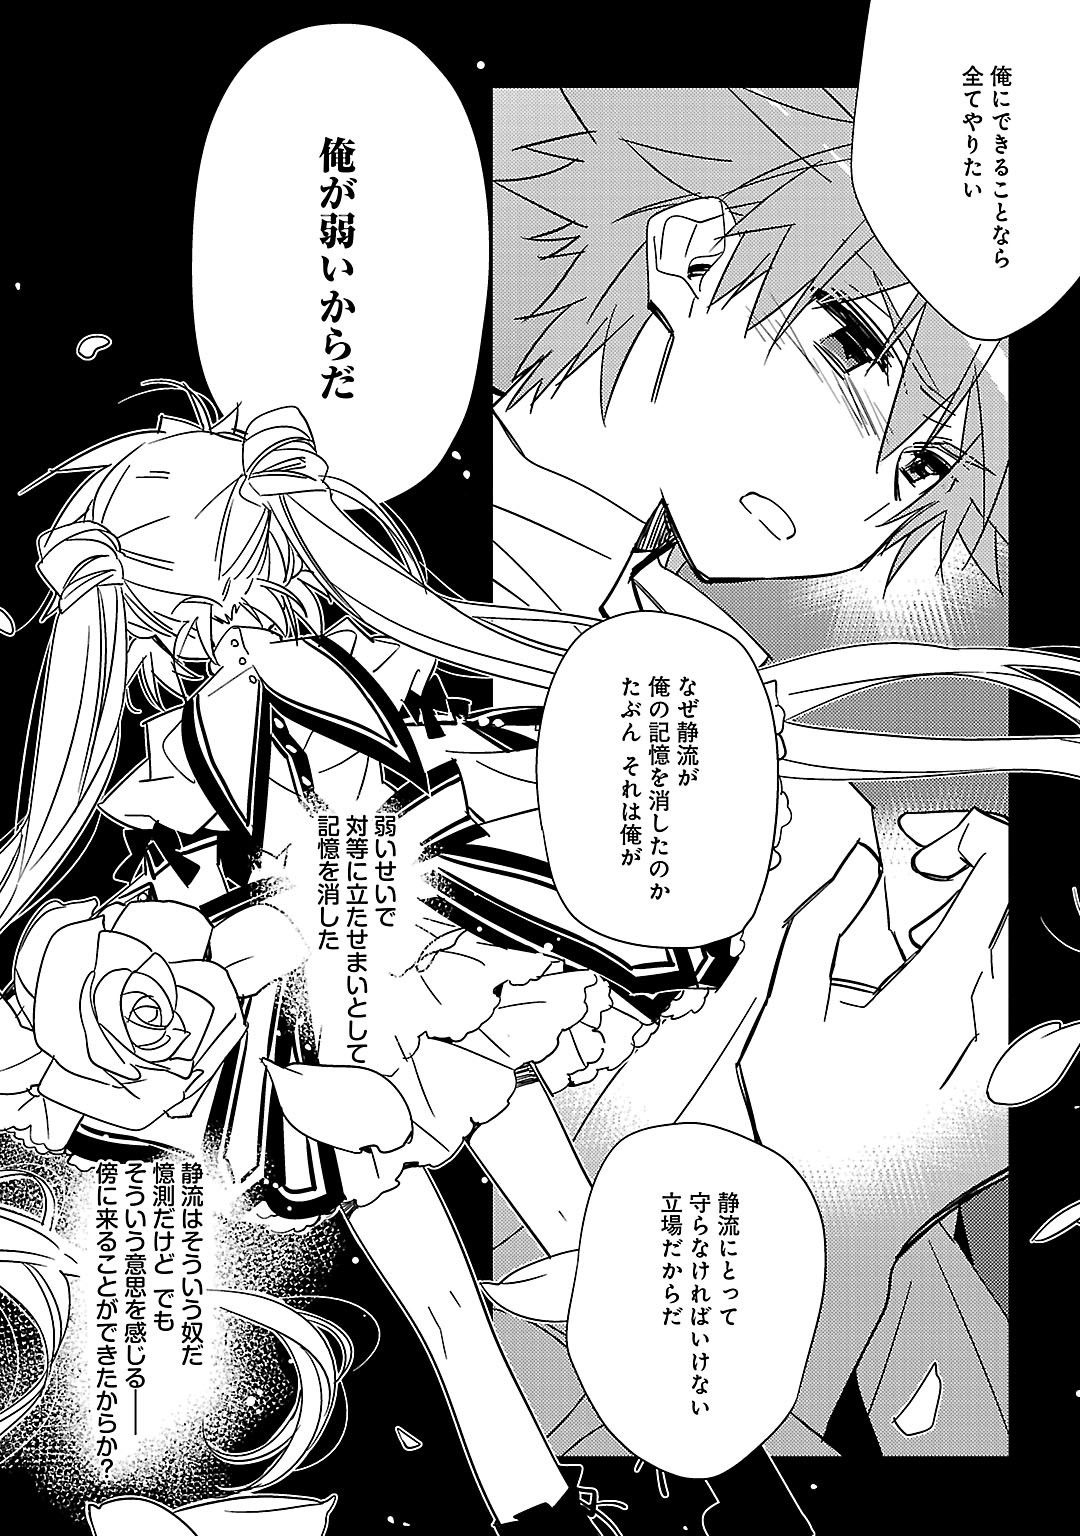 俺にできることなら
全てやりたい
なぜ静流が
俺の記憶を消したのか
たぶん それは俺が
静流にとって
守らなければいけない
立場だからだ
俺が弱いからだ
弱いせいで
対等に立たせまいとして
記憶を消した
静流はそういう奴だ
憶測だけど でも
そういう意思を感じる――
傍に来ることができたからか?